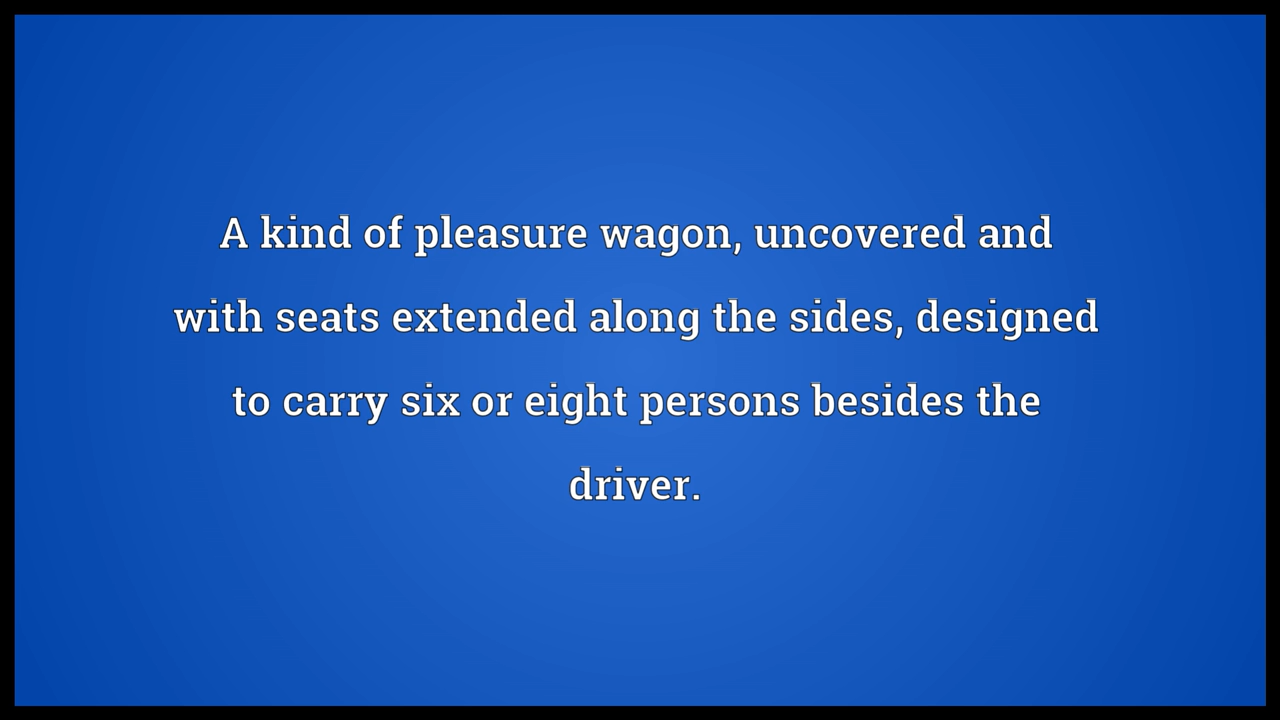 A kind of pleasure wagon, uncovered and
with seats extended along the sides, designed
to carry six or eight persons besides the
driver.